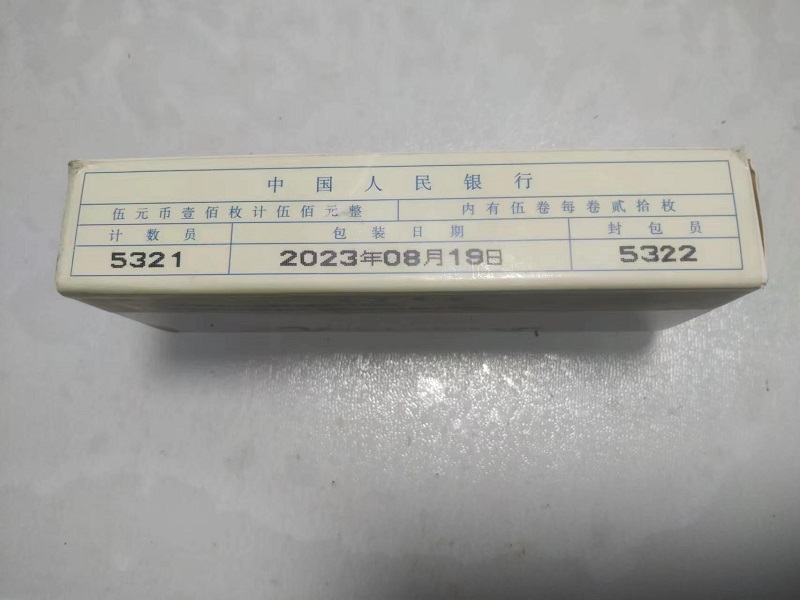 中国人民银行
伍元币壹佰枚计伍佰元整 内有伍卷每卷贰拾枚
计数员 包装日期 封包员
5321 2023年08月19日 5322